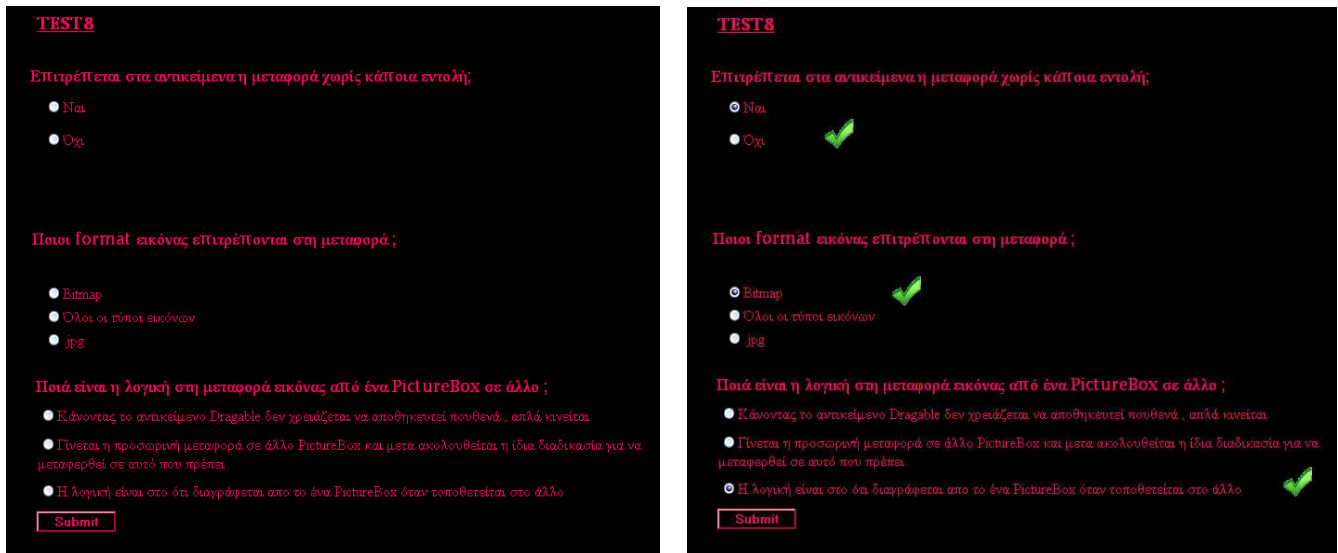 TEST8
Επιτρέπεται στα αντικείμενα η μεταφορά χωρίς κάποια εντολή;
Ναι
Όχι
Ποιοι format εικόνας επιτρέπονται στη μεταφορά ;
Bitmap
Όλοι οι τύποι εικόνων
.jpg
Ποιά είναι η λογική στη μεταφορά εικόνας από ένα PictureBox σε άλλο ;
Κάνοντας το αντικείμενο Dragable δεν χρειάζεται να αποθηκευτεί πουθενά , απλά κινείται
Γίνεται η προσωρινή μεταφορά σε άλλο PictureBox και μετα ακολουθείται η ίδια διαδικασία για να
μεταφερθεί σε αυτό που πρέπει
Η λογική είναι στο ότι διαγράφεται απο το ένα PictureBox όταν τοποθετείται στο άλλο
Submit
TEST8
Επιτρέπεται στα αντικείμενα η μεταφορά χωρίς κάποια εντολή;
Ναι
Όχι
Ποιοι format εικόνας επιτρέπονται στη μεταφορά ;
Bitmap
Όλοι οι τύποι εικόνων
.jpg
Ποιά είναι η λογική στη μεταφορά εικόνας από ένα PictureBox σε άλλο ;
Κάνοντας το αντικείμενο Dragable δεν χρειάζεται να αποθηκευτεί πουθενά , απλά κινείται
Γίνεται η προσωρινή μεταφορά σε άλλο PictureBox και μετα ακολουθείται η ίδια διαδικασία για να
μεταφερθεί σε αυτό που πρέπει
Η λογική είναι στο ότι διαγράφεται απο το ένα PictureBox όταν τοποθετείται στο άλλο
Submit